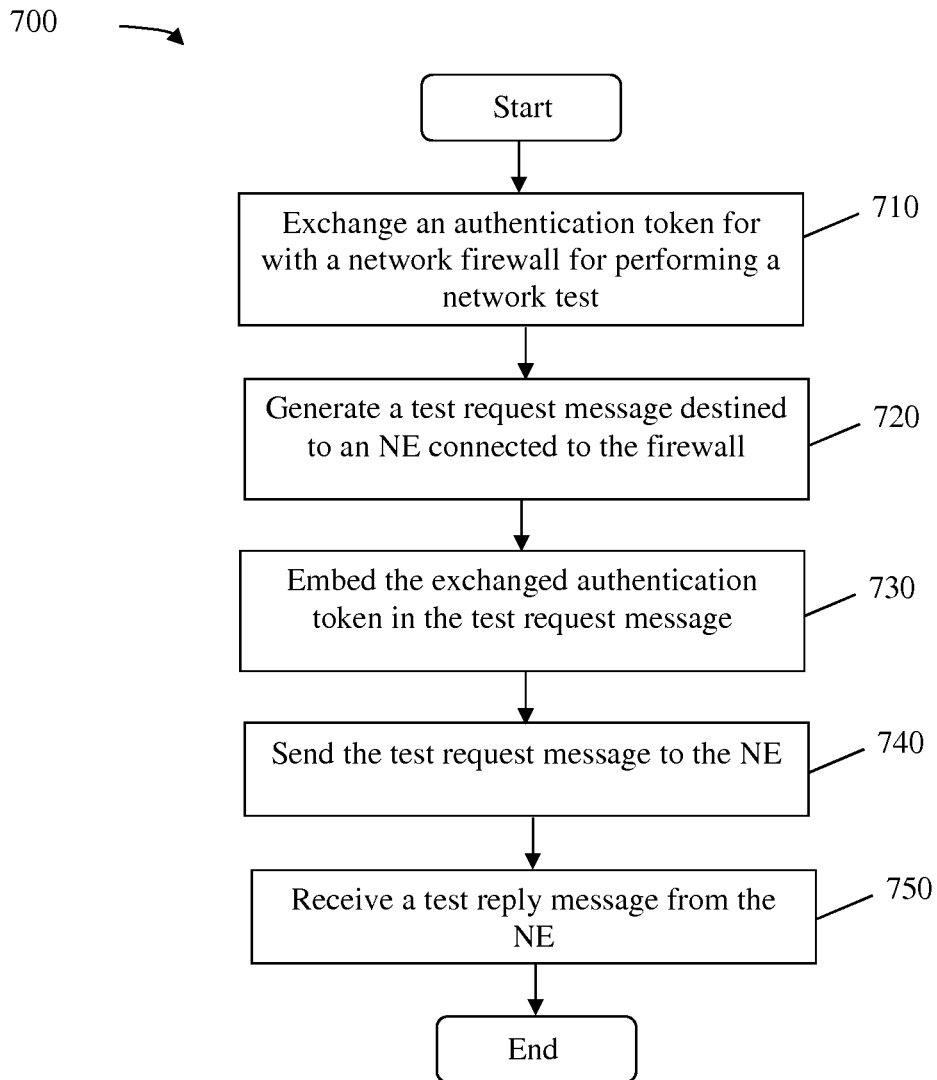 700
Start
Exchange an authentication token for
with a network firewall for performing a
network test
710
Generate a test request message destined
to an NE connected to the firewall
720
Embed the exchanged authentication
token in the test request message
730
Send the test request message to the NE
740
Receive a test reply message from the
NE
750
End